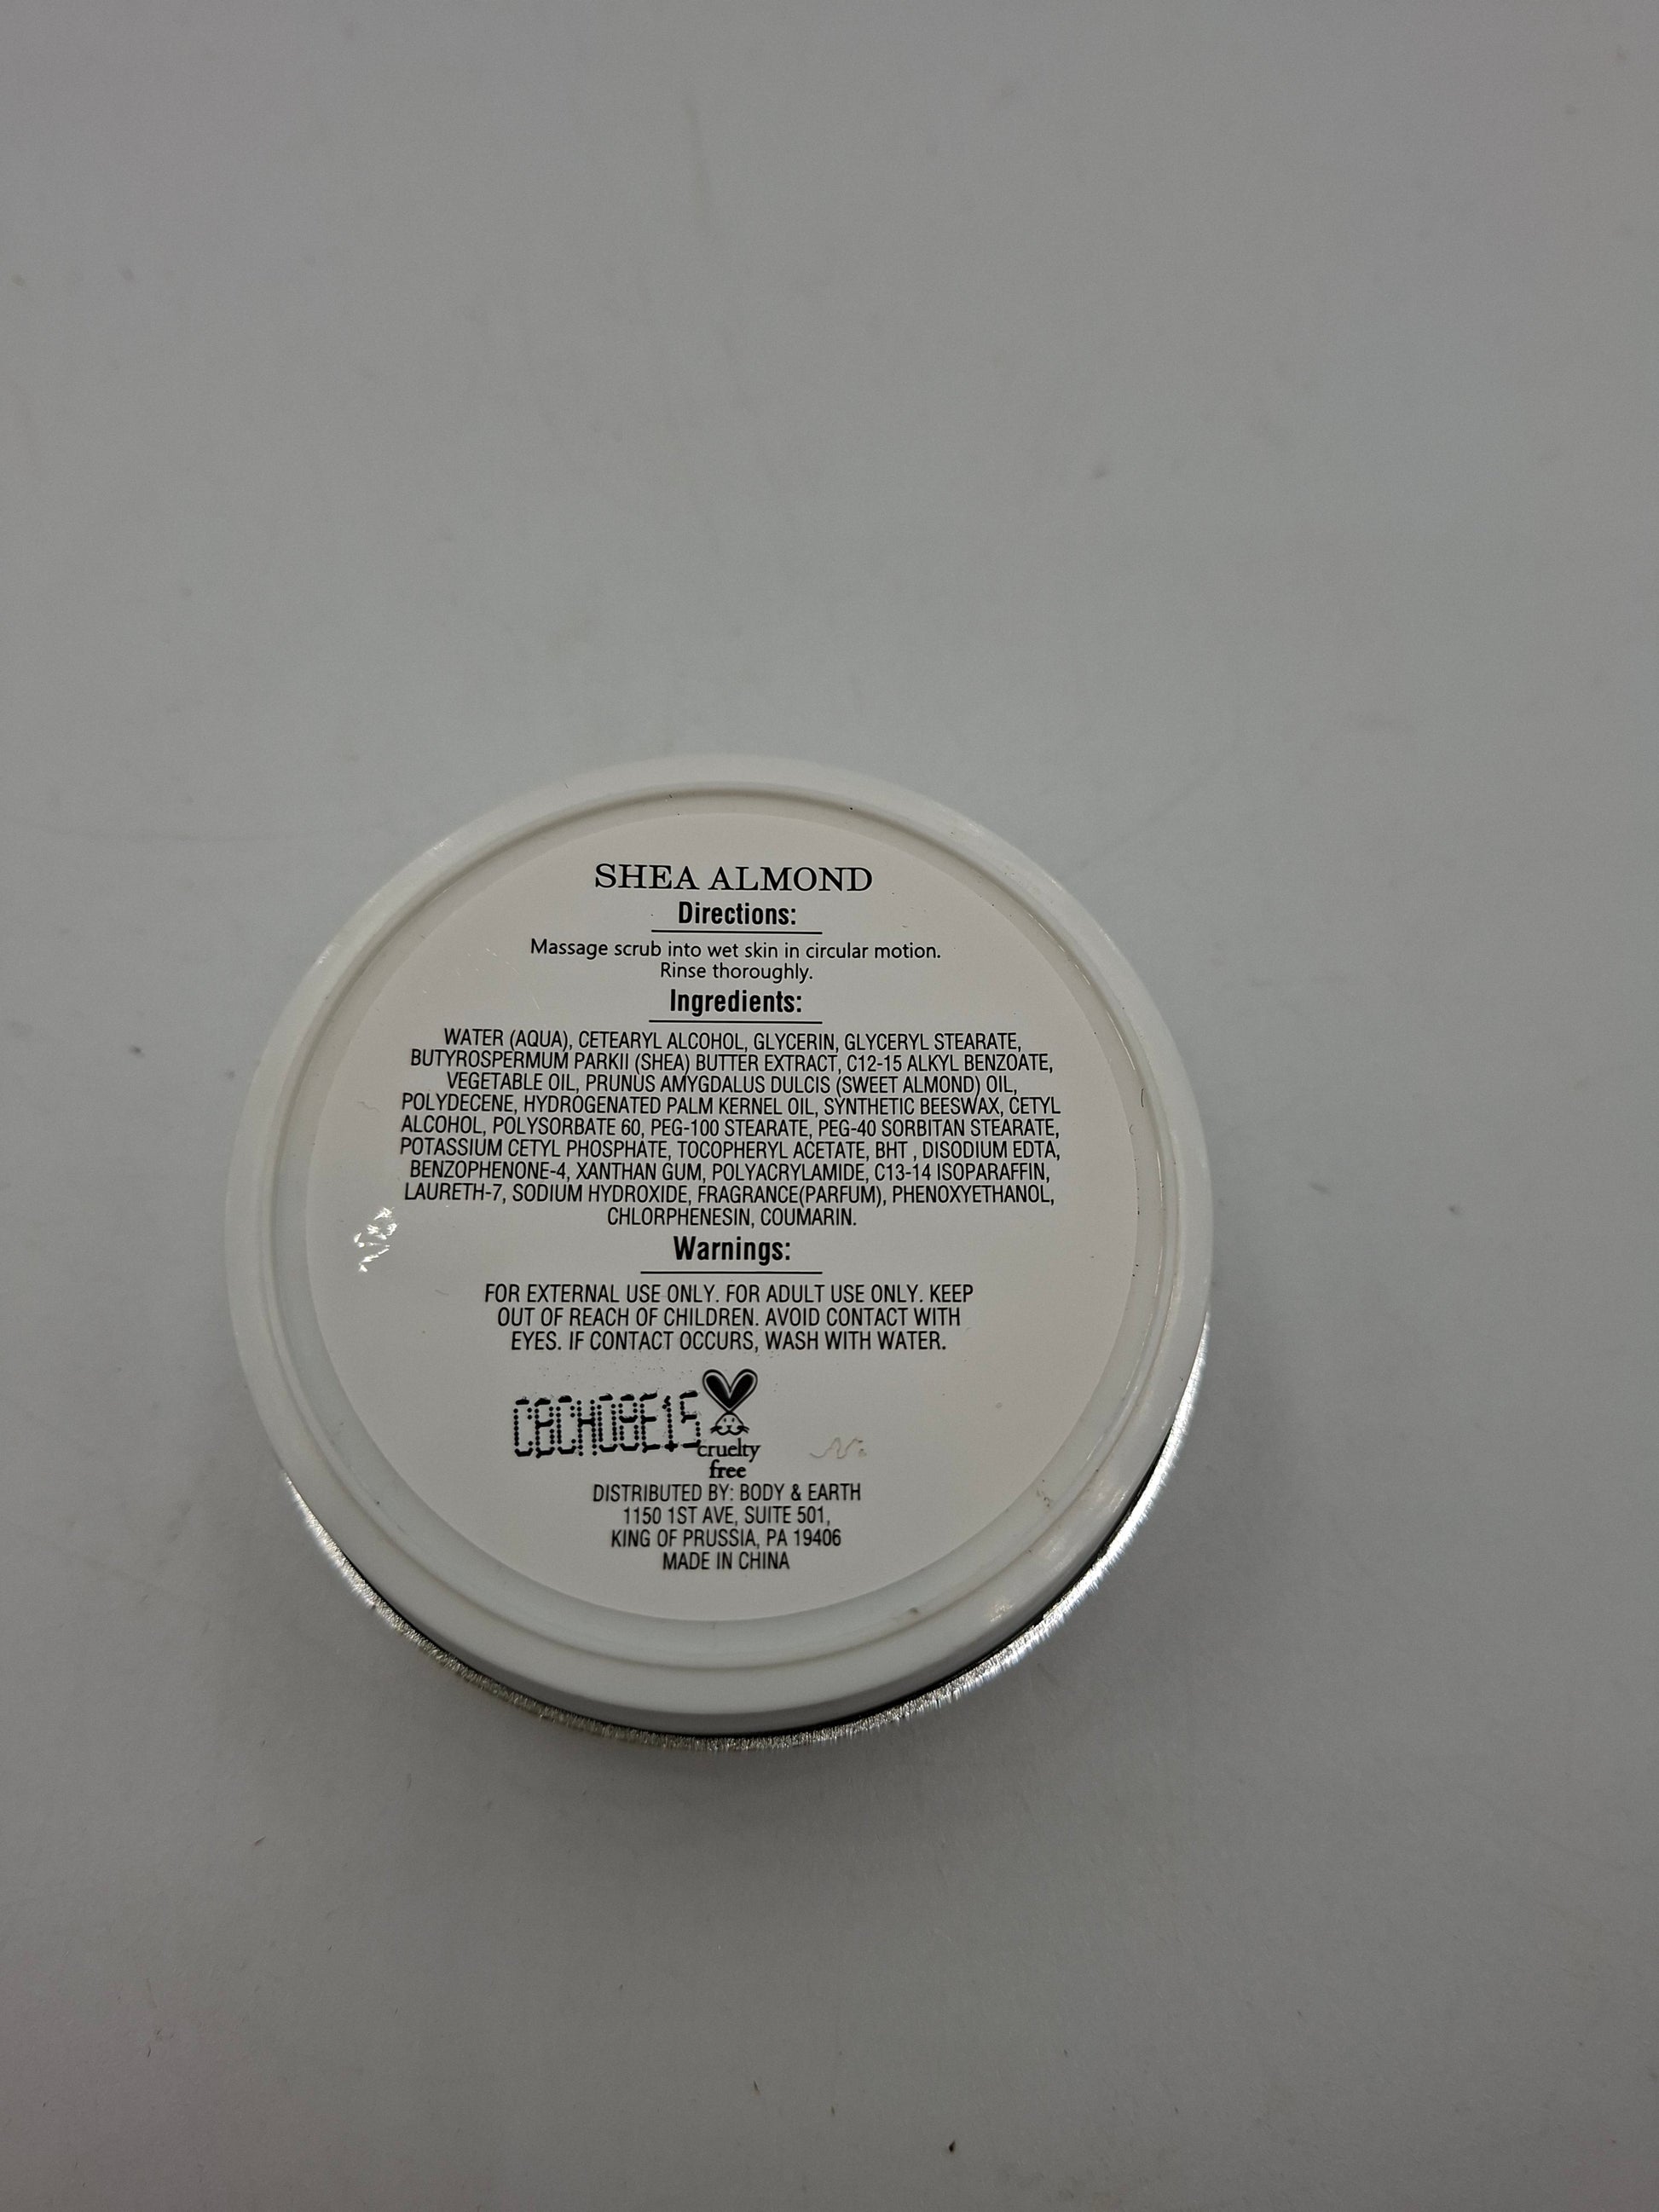 SHEA ALMOND
Directions:
Massage scrub into wet skin in circular motion.
Rinse thoroughly.
Ingredients:
WATER (AQUA), CETEARYL ALCOHOL, GLYCERIN, GLYCERYL STEARATE,
BUTYROSPERMUM PARKII (SHEA) BUTTER EXTRACT, C12-15 ALKYL BENZOATE,
VEGETABLE OIL, PRUNUS AMYGDALUS DULCIS (SWEET ALMOND) OIL,
POLYDECENE, HYDROGENATED PALM KERNEL OIL, SYNTHETIC BEESWAX, CETYL
ALCOHOL, POLYSORBATE 60, PEG-100 STEARATE, PEG-40 SORBITAN STEARATE,
POTASSIUM CETYL PHOSPHATE, TOCOPHERYL ACETATE, BHT , DISODIUM EDTA,
BENZOPHENONE-4, XANTHAN GUM, POLYACRYLAMIDE, C13-14 ISOPARAFFIN,
LAURETH-7, SODIUM HYDROXIDE, FRAGRANCE(PARFUM), PHENOXYETHANOL,
CHLORPHENESIN, COUMARIN.
Warnings:
FOR EXTERNAL USE ONLY. FOR ADULT USE ONLY. KEEP
OUT OF REACH OF CHILDREN. AVOID CONTACT WITH
EYES. IF CONTACT OCCURS, WASH WITH WATER.
CBCH08E15
cruelty
free
DISTRIBUTED BY: BODY & EARTH
1150 1ST AVE, SUITE 501,
KING OF PRUSSIA, PA 19406
MADE IN CHINA